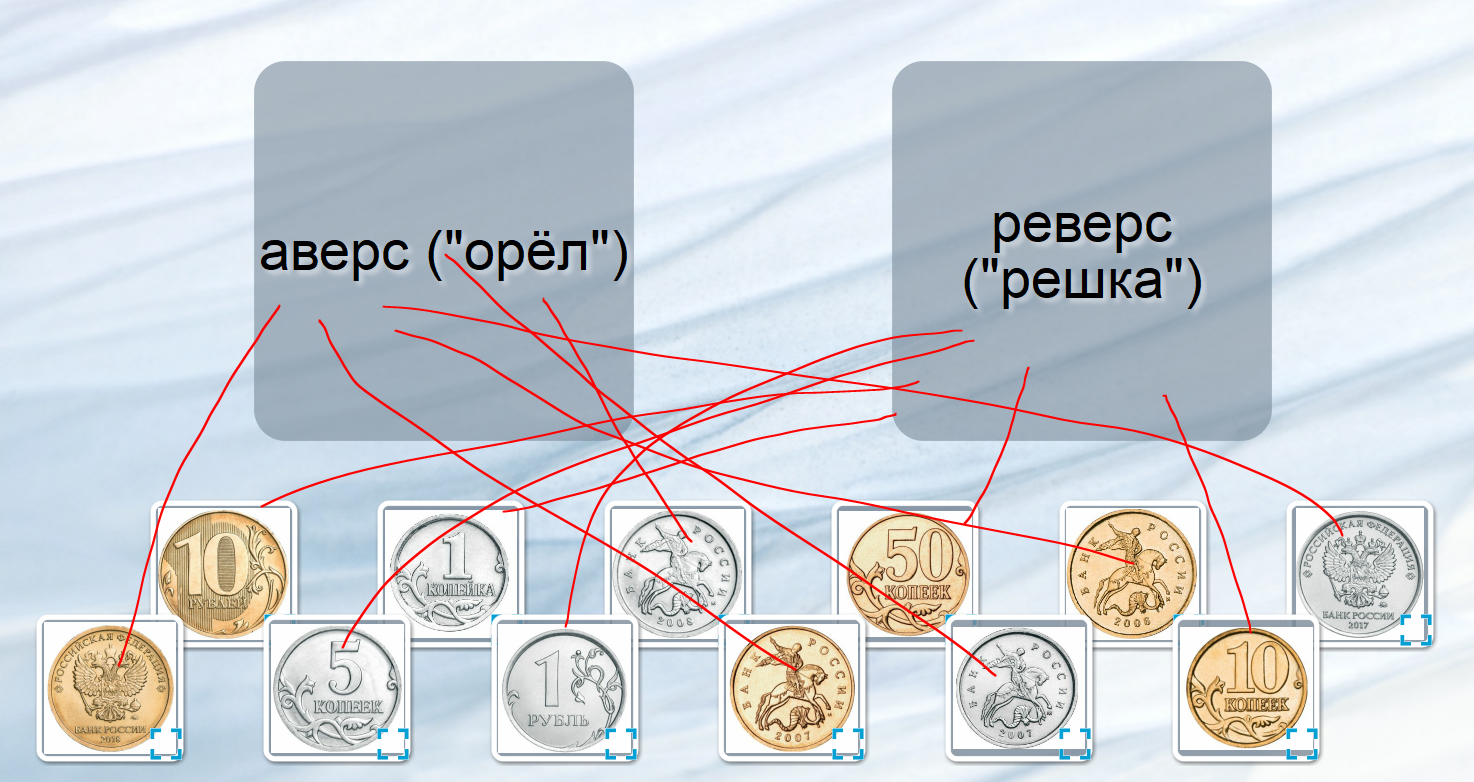 аверс ("орёл")
реверс
("решка")
10
РУБЛЕЙ
1
КОПЕЙКА
БАНК РОССИИ
2008
50
КОПЕЕК
БАНК РОССИИ
2008
РОССИЙСКАЯ ФЕДЕРАЦИЯ
БАНК РОССИИ
2017
РОССИЙСКАЯ ФЕДЕРАЦИЯ
БАНК РОССИИ
2018
5
КОПЕЕК
1
РУБЛЬ
БАНК РОССИИ
2007
БАНК РОССИИ
2007
10
КОПЕЕК